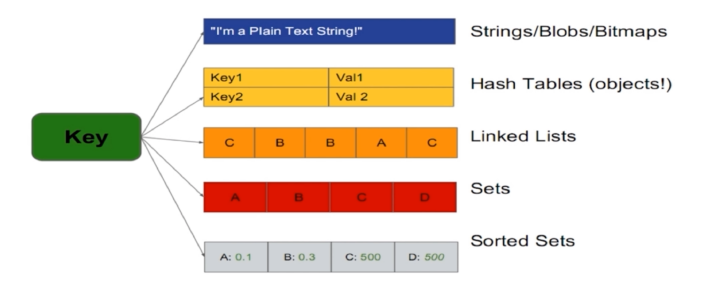 "I'm a Plain Text String!"
Strings/Blobs/Bitmaps
Key1 Val1
Key2 Val 2
Hash Tables (objects!)
Key
C B B A C
Linked Lists
A B C D
Sets
A: 0.1 B: 0.3 C: 500 D: 500
Sorted Sets